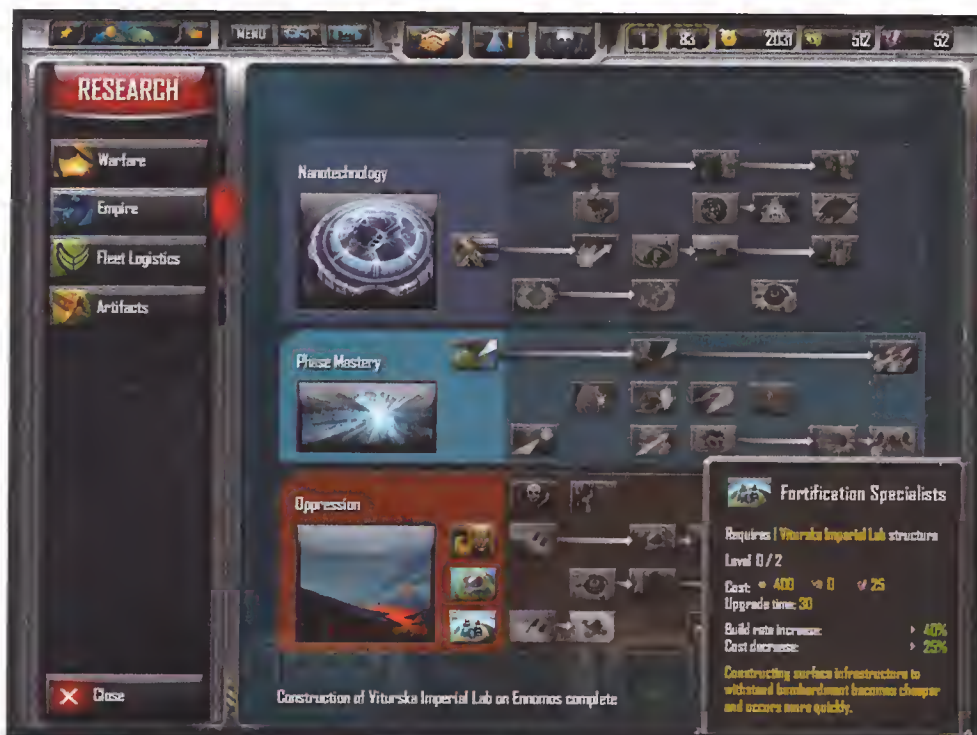 MENU
1 83 2031 512 52
RESEARCH
Warfare
Empire
Fleet Logistics
Artifacts
Close
Nanotechnology
Phase Mastery
Oppression
Construction of Viturska Imperial Lab on Ennomos complete
Fortification Specialists
Requires 1 Viturska Imperial Lab structure
Level 0 / 2
Cost: 400 0 25
Upgrade time: 30
Build rate increase: 40%
Cost decrease: 25%
Constructing surface infrastructure to
withstand bombardment becomes cheaper
and occurs more quickly.